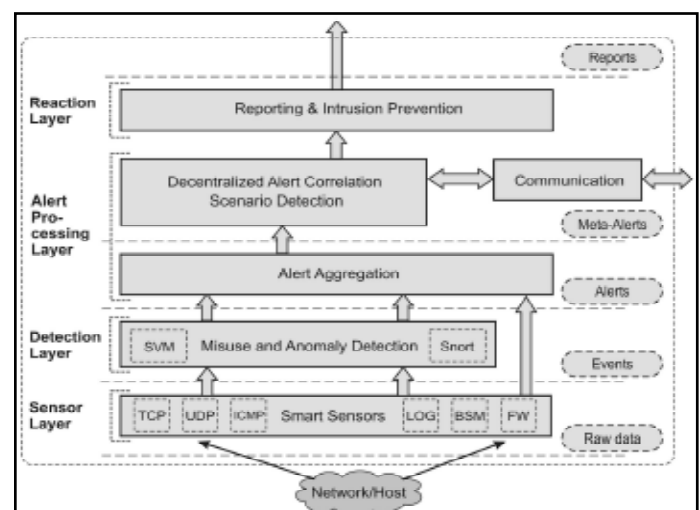 Reports
Reaction
Layer
Reporting & Intrusion Prevention
Alert
Pro-
cessing
Layer
Decentralized Alert Correlation
Scenario Detection
Communication
Meta-Alerts
Alert Aggregation
Alerts
Detection
Layer
SVM
Misuse and Anomaly Detection
Snort
Events
Sensor
Layer
TCP
UDP
ICMP
Smart Sensors
LOG
BSM
FW
Raw data
Network/Host